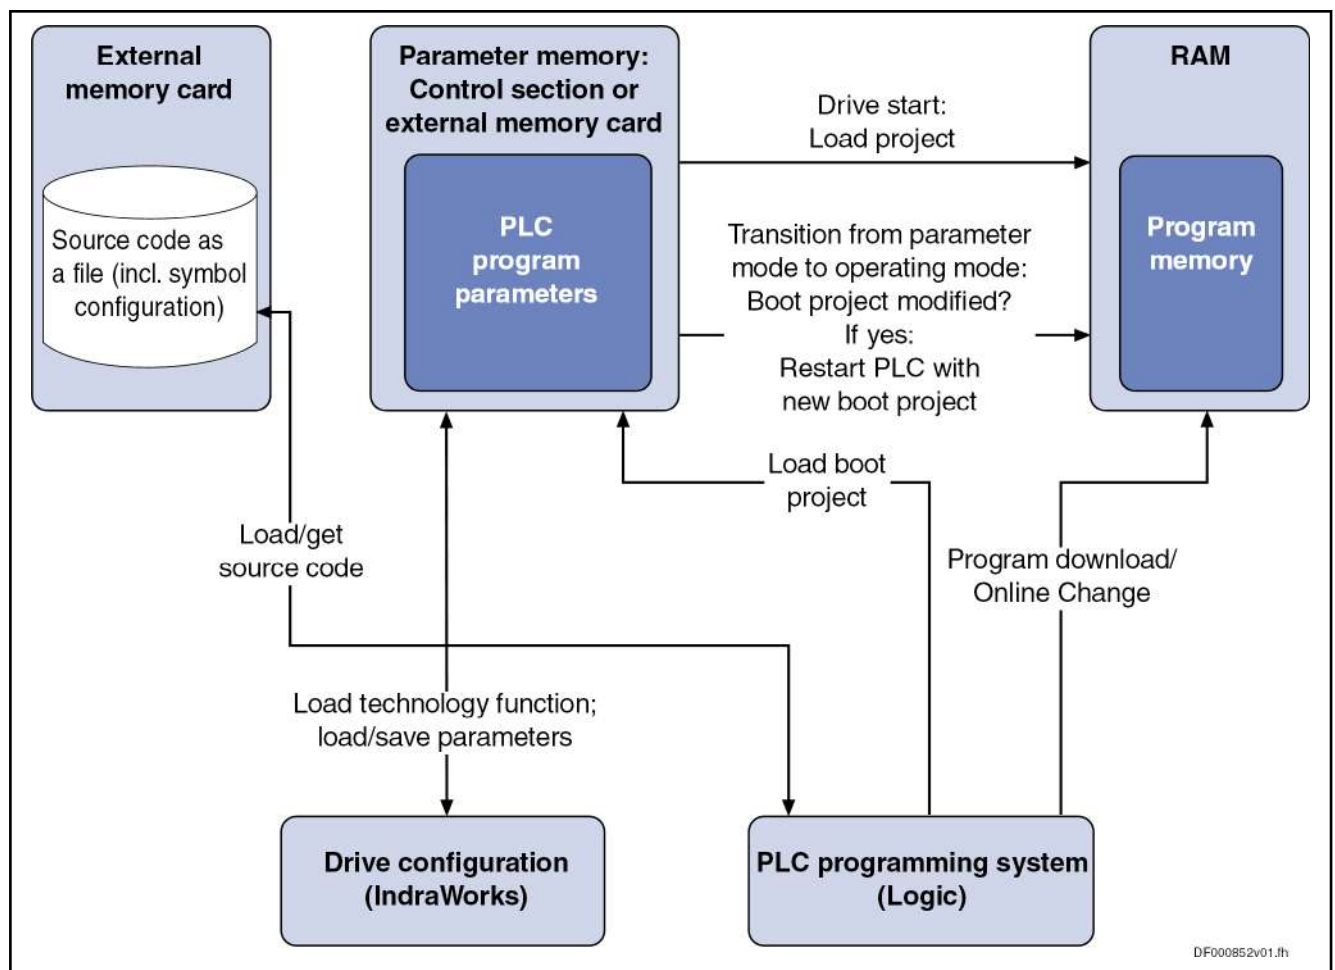 External
memory card
Source code as
a file (incl. symbol
configuration)
Parameter memory:
Control section or
external memory card
PLC
program
parameters
Drive start:
Load project
Transition from parameter
mode to operating mode:
Boot project modified?
If yes:
Restart PLC with
new boot project
RAM
Program
memory
Load boot
project
Load/get
source code
Program download/
Online Change
Load technology function;
load/save parameters
Drive configuration
(IndraWorks)
PLC programming system
(Logic)
DF000852v01.fh